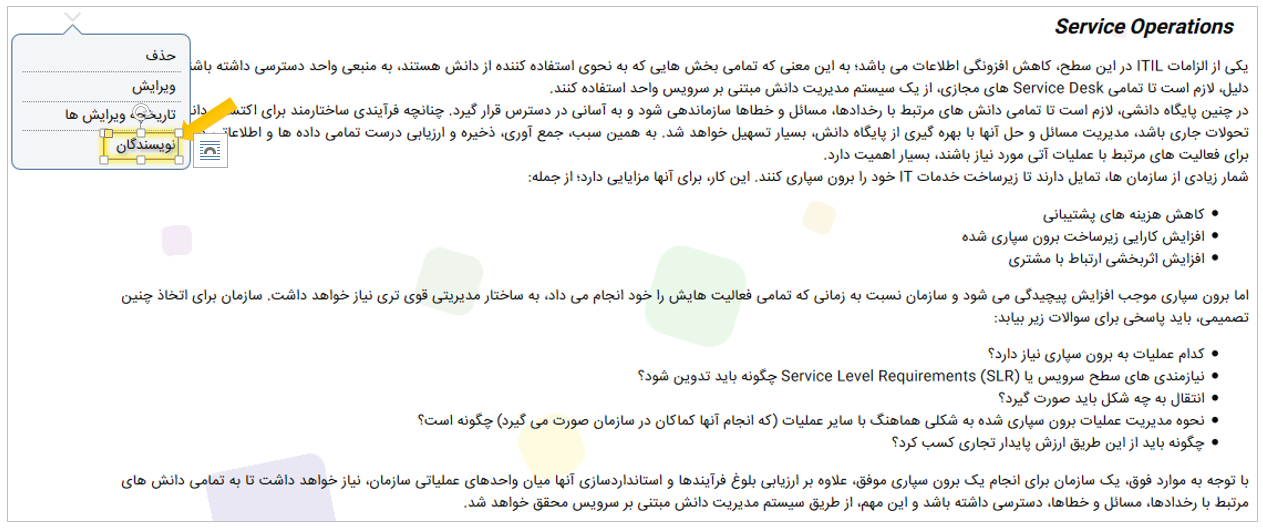 Service Operations
حذف
ویرایش
تاریخچه ویرایش ها
نویسندگان
یکی از الزامات ITIL در این سطح، کاهش افزونگی اطلاعات می باشد؛ به این معنی که تمامی بخش هایی که به نحوی استفاده کننده از دانش هستند، به منبعی واحد دسترسی داشته
دلیل، لازم است تا تمامی Service Desk های مجازی، از یک سیستم مدیریت دانش مبتنی بر سرویس واحد استفاده کنند.
در چنین پایگاه دانشی، لازم است تا تمامی دانش های مرتبط با رخدادها، مسائل و خطاها سازماندهی شود و به آسانی در دسترس قرار گیرد. چنانچه فرآیندی ساختارمند برای
تحولات جاری باشد، مدیریت مسائل و حل آنها با بهره گیری از پایگاه دانش، بسیار تسهیل خواهد شد. به همین سبب، جمع آوری، ذخیره و ارزیابی درست تمامی داده ها و
برای فعالیت های مرتبط با عملیات آتی مورد نیاز باشند، بسیار اهمیت دارد.
شمار زیادی از سازمان ها، تمایل دارند تا زیرساخت خدمات IT خود را برون سپاری کنند. این کار، برای آنها مزایایی دارد؛ از جمله:
• کاهش هزینه های پشتیبانی
• افزایش کارایی زیرساخت برون سپاری شده
• افزایش اثربخشی ارتباط با مشتری
اما برون سپاری موجب افزایش پیچیدگی می شود و سازمان نسبت به زمانی که تمامی فعالیت هایش را خود انجام می داد، به ساختار مدیریتی قوی تری نیاز خواهد داشت. سازمان برای اتخاذ چنین
تصمیمی، باید پاسخی برای سوالات زیر بیابد:
• کدام عملیات به برون سپاری نیاز دارد؟
• نیازمندی های سطح سرویس یا Service Level Requirements (SLR) چگونه باید تدوین شود؟
• انتقال به چه شکل باید صورت گیرد؟
• نحوه مدیریت عملیات برون سپاری شده به شکلی هماهنگ با سایر عملیات (که انجام آنها کماکان در سازمان صورت می گیرد) چگونه است؟
• چگونه باید از این طریق ارزش پایدار تجاری کسب کرد؟
با توجه به موارد فوق، یک سازمان برای انجام یک برون سپاری موفق، علاوه بر ارزیابی بلوغ فرآیندها و استانداردسازی آنها میان واحدهای عملیاتی سازمان، نیاز خواهد داشت تا به تمامی دانش های
مرتبط با رخدادها، مسائل و خطاها، دسترسی داشته باشد و این مهم، از طریق سیستم مدیریت دانش مبتنی بر سرویس محقق خواهد شد.